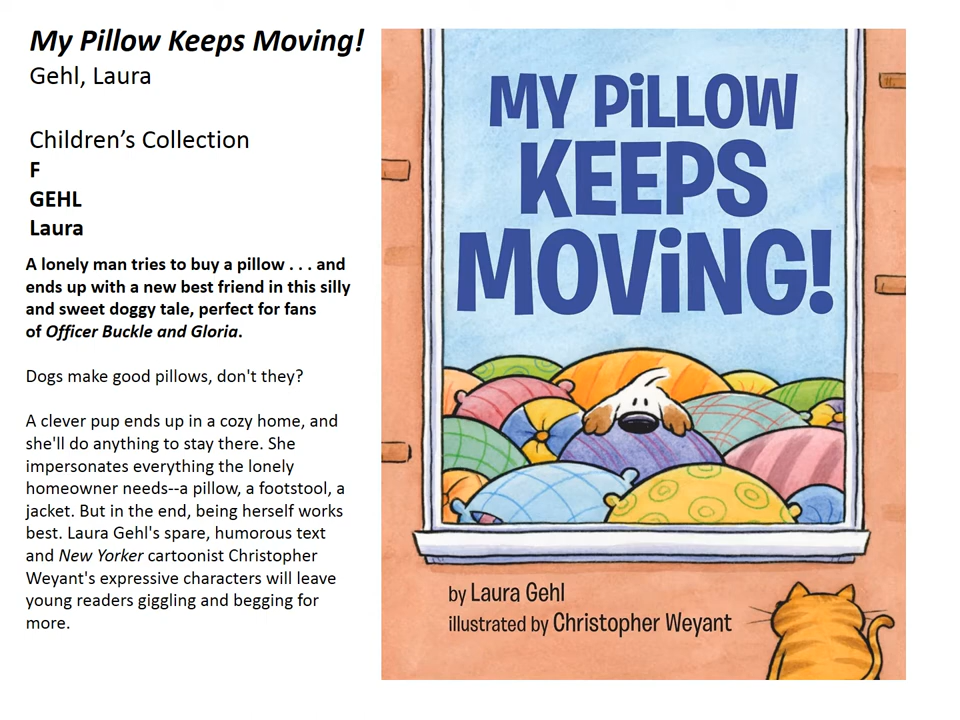 My Pillow Keeps Moving!
Gehl, Laura
Children’s Collection
F
GEHL
Laura
A lonely man tries to buy a pillow . . . and
ends up with a new best friend in this silly
and sweet doggy tale, perfect for fans
of Officer Buckle and Gloria.
Dogs make good pillows, don't they?
A clever pup ends up in a cozy home, and
she'll do anything to stay there. She
impersonates everything the lonely
homeowner needs--a pillow, a footstool, a
jacket. But in the end, being herself works
best. Laura Gehl's spare, humorous text
and New Yorker cartoonist Christopher
Weyant's expressive characters will leave
young readers giggling and begging for
more.
MY PiLLOW
KEEPS
MOViNG!
by Laura Gehl
illustrated by Christopher Weyant